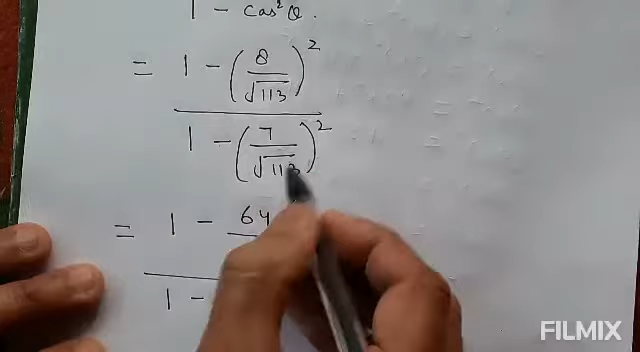 1 - cos²θ.
= 1 - (8/√113)²
1 - (7/√113)²
= 1 - 64
1 -
FILMIX